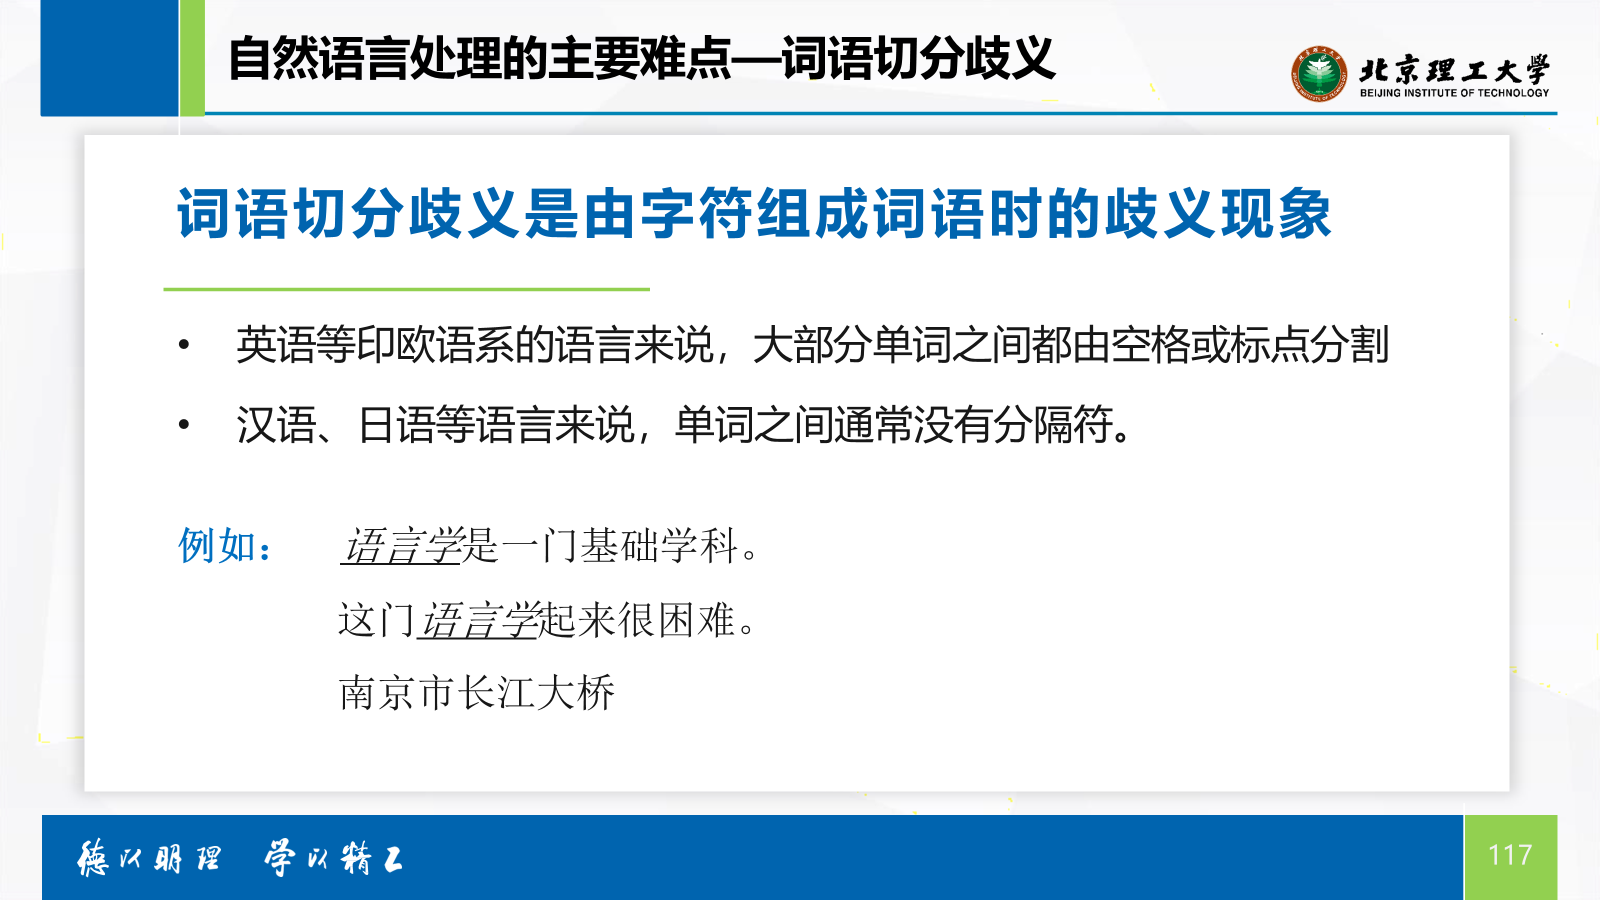 自然语言处理的主要难点—词语切分歧义
北京理工大学
BEIJING INSTITUTE OF TECHNOLOGY
词语切分歧义是由字符组成词语时的歧义现象
• 英语等印欧语系的语言来说，大部分单词之间都由空格或标点分割
• 汉语、日语等语言来说，单词之间通常没有分隔符。
例如： 语言学是一门基础学科。
这门语言学起来很困难。
南京市长江大桥
德以明理 学以精工
117